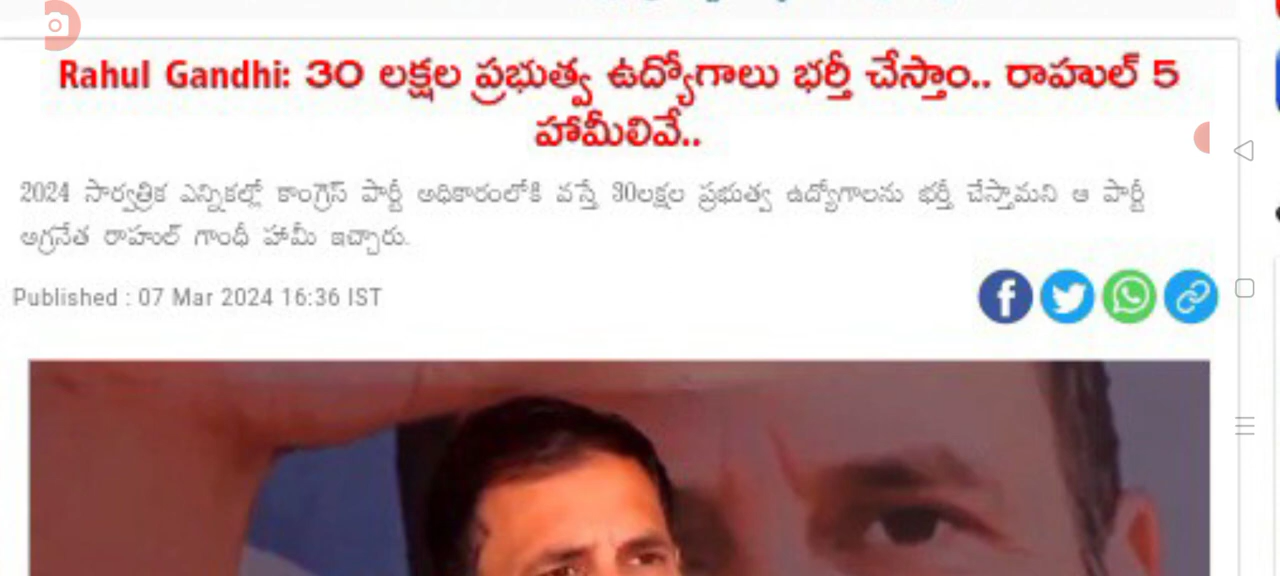 Rahul Gandhi: 30 లక్షల ప్రభుత్వ ఉద్యోగాలు భర్తీ చేస్తాం.. రాహుల్ 5
హామీలివే..
2024 సార్వత్రిక ఎన్నికల్లో కాంగ్రెస్ పార్టీ అధికారంలోకి వస్తే 30లక్షల ప్రభుత్వ ఉద్యోగాలను భర్తీ చేస్తామని ఆ పార్టీ
అగ్రనేత రాహుల్ గాంధీ హామీ ఇచ్చారు.
Published : 07 Mar 2024 16:36 IST